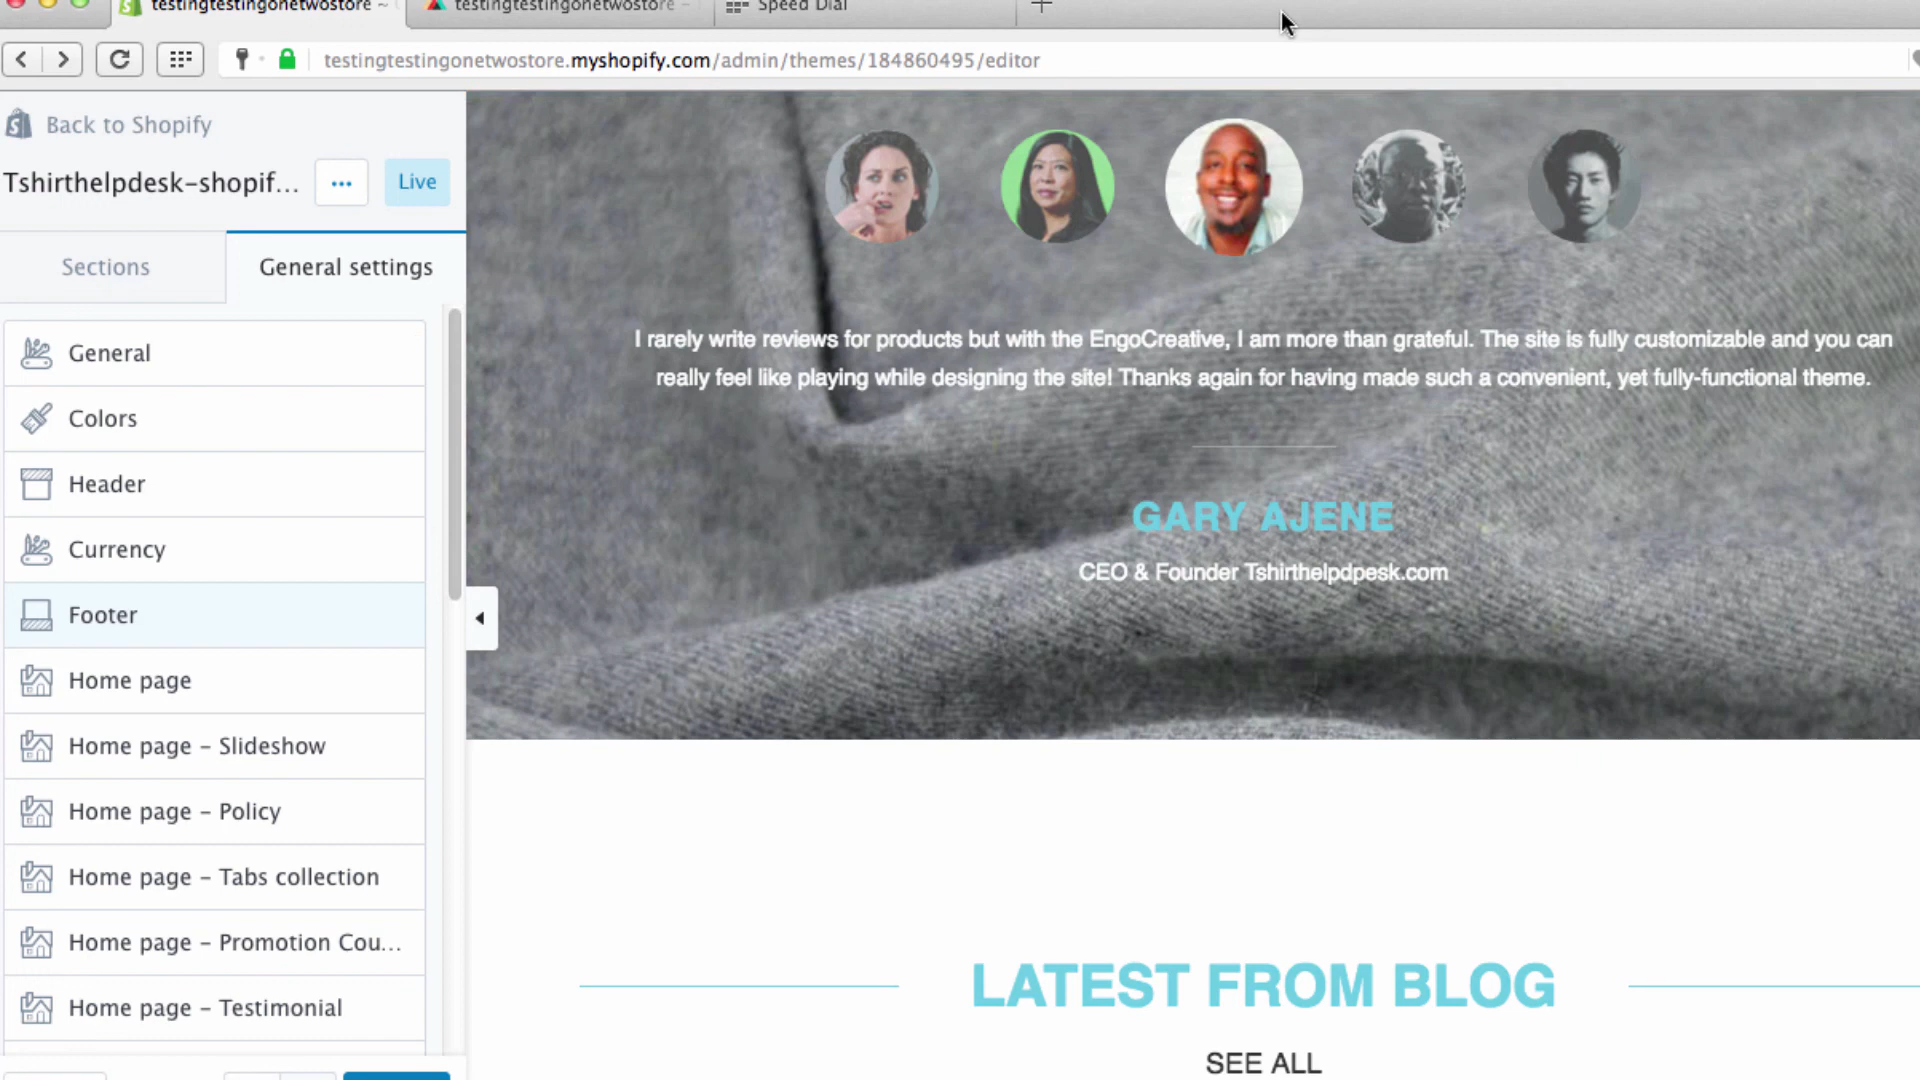 testingtestingonetwostore ~
testingtestingonetwostore -
Speed Dial
testingtestingonetwostore.myshopify.com/admin/themes/184860495/editor
Back to Shopify
Tshirthelpdesk-shopif...
Live
Sections
General settings
General
Colors
Header
Currency
Footer
Home page
Home page - Slideshow
Home page - Policy
Home page - Tabs collection
Home page - Promotion Cou...
Home page - Testimonial
I rarely write reviews for products but with the EngoCreative, I am more than grateful. The site is fully customizable and you can
really feel like playing while designing the site! Thanks again for having made such a convenient, yet fully-functional theme.
GARY AJENE
CEO & Founder Tshirthelpdpesk.com
LATEST FROM BLOG
SEE ALL